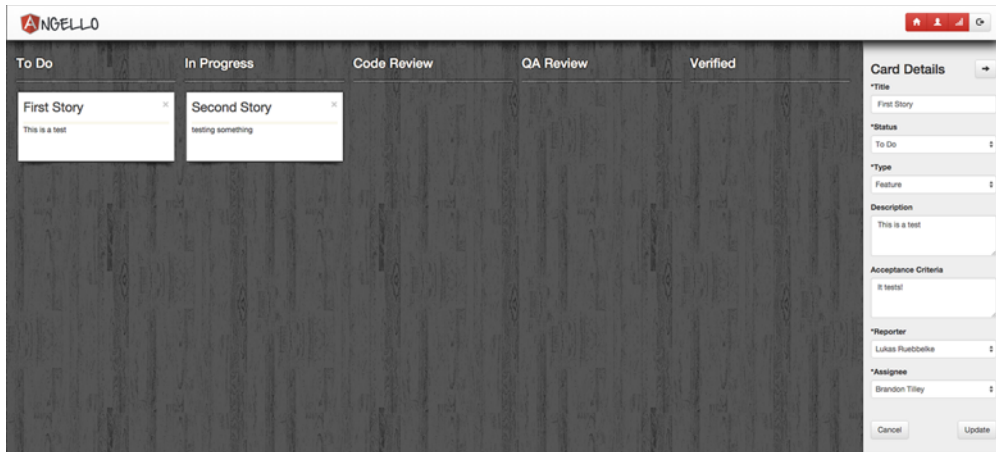 ANGELLO
To Do
In Progress
Code Review
QA Review
Verified
First Story
×
This is a test
Second Story
×
testing something
Card Details
*Title
First Story
*Status
To Do
*Type
Feature
Description
This is a test
Acceptance Criteria
It tests!
*Reporter
Lukas Ruebbelke
*Assignee
Brandon Tilley
Cancel
Update